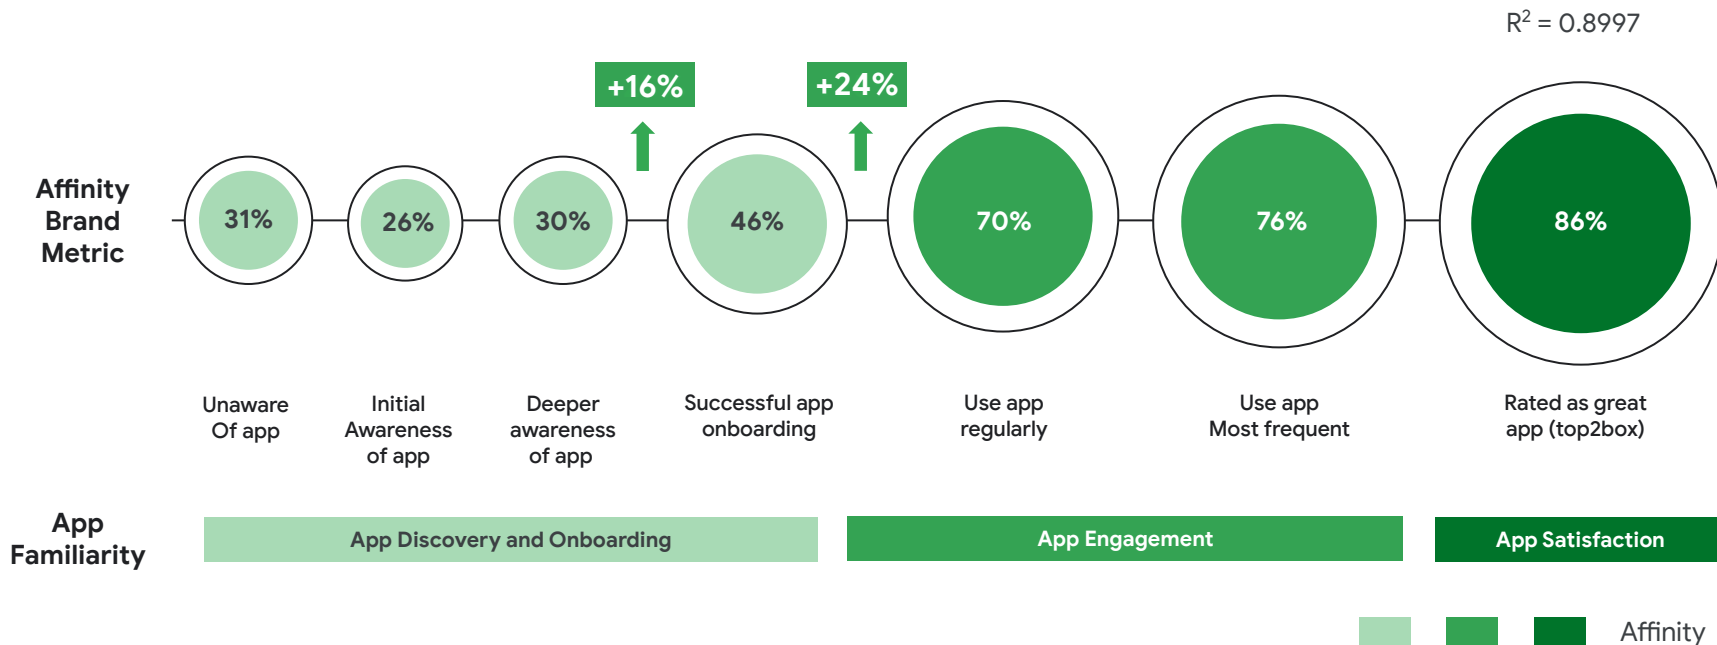 R² = 0.8997
+16%
+24%
Affinity
Brand
Metric
31%
26%
30%
46%
70%
76%
86%
Unaware
Of app
Initial
Awareness
of app
Deeper
awareness
of app
Successful app
onboarding
Use app
regularly
Use app
Most frequent
Rated as great
app (top2box)
App
Familiarity
App Discovery and Onboarding
App Engagement
App Satisfaction
Affinity